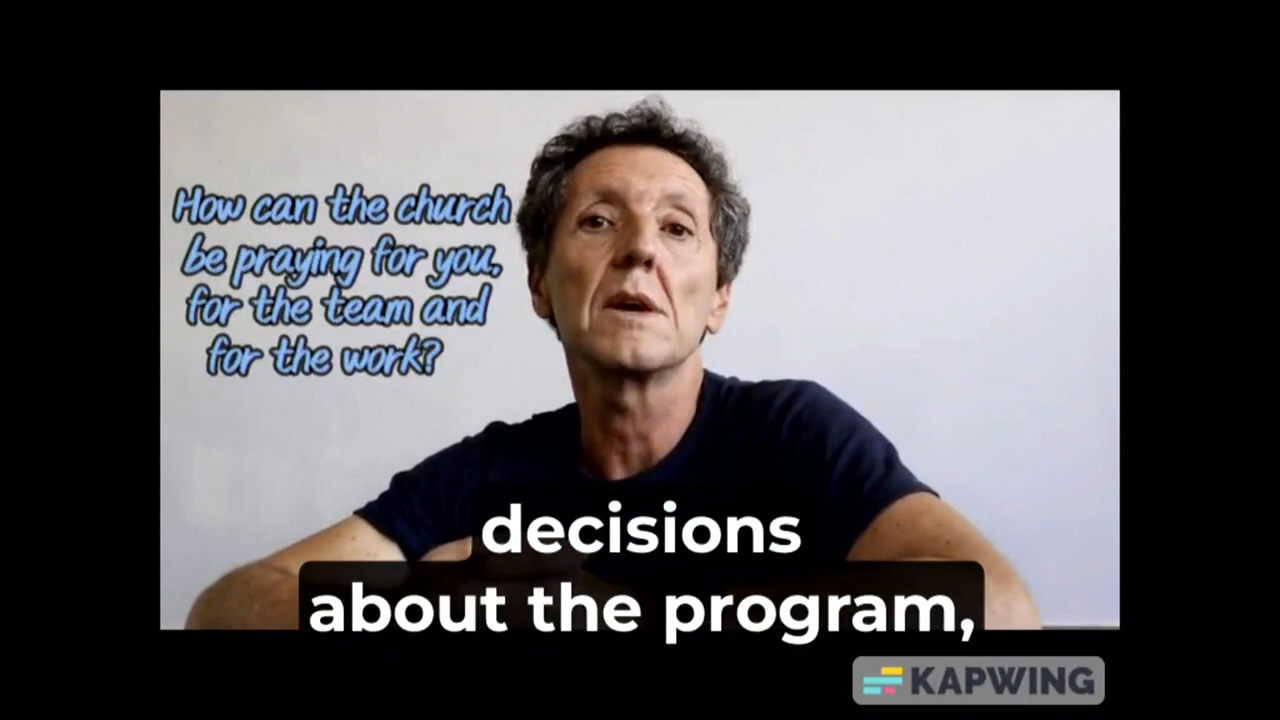 How can the church
be praying for you,
for the team and
for the work?
decisions
about the program,
KAPWING